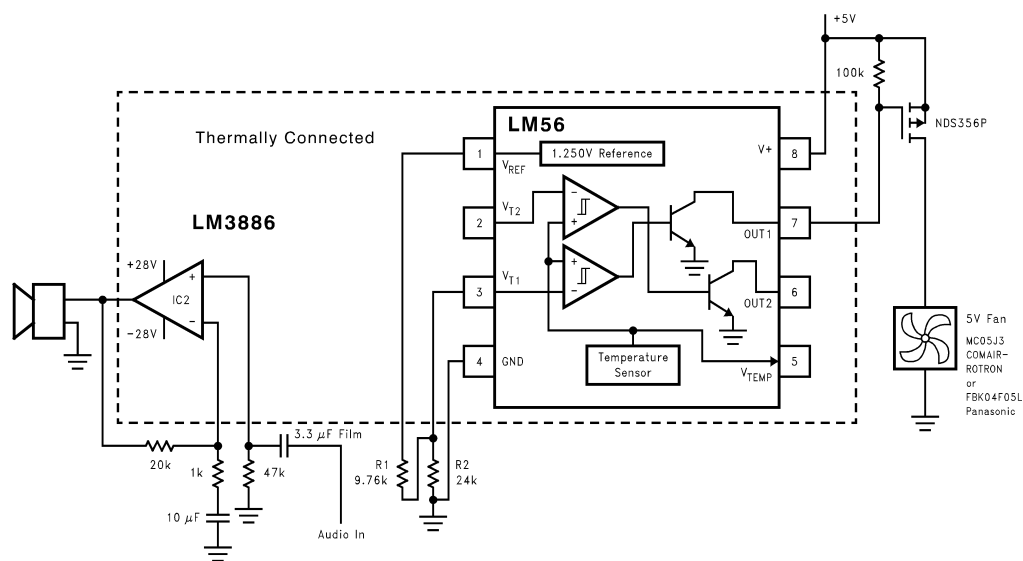 +5V
100k
NDS356P
Thermally Connected
LM56
1
1.250V Reference
V+
8
VREF
LM3886
2
VT2
−
+
7
OUT1
+28V
+
IC2
−
−28V
3
VT1
+
−
6
OUT2
4
GND
Temperature
Sensor
5
VTEMP
5V Fan
MC05J3
COMAIR-
ROTRON
or
FBK04F05L
Panasonic
3.3 μF Film
20k
1k
47k
R1
9.76k
R2
24k
10 μF
Audio In